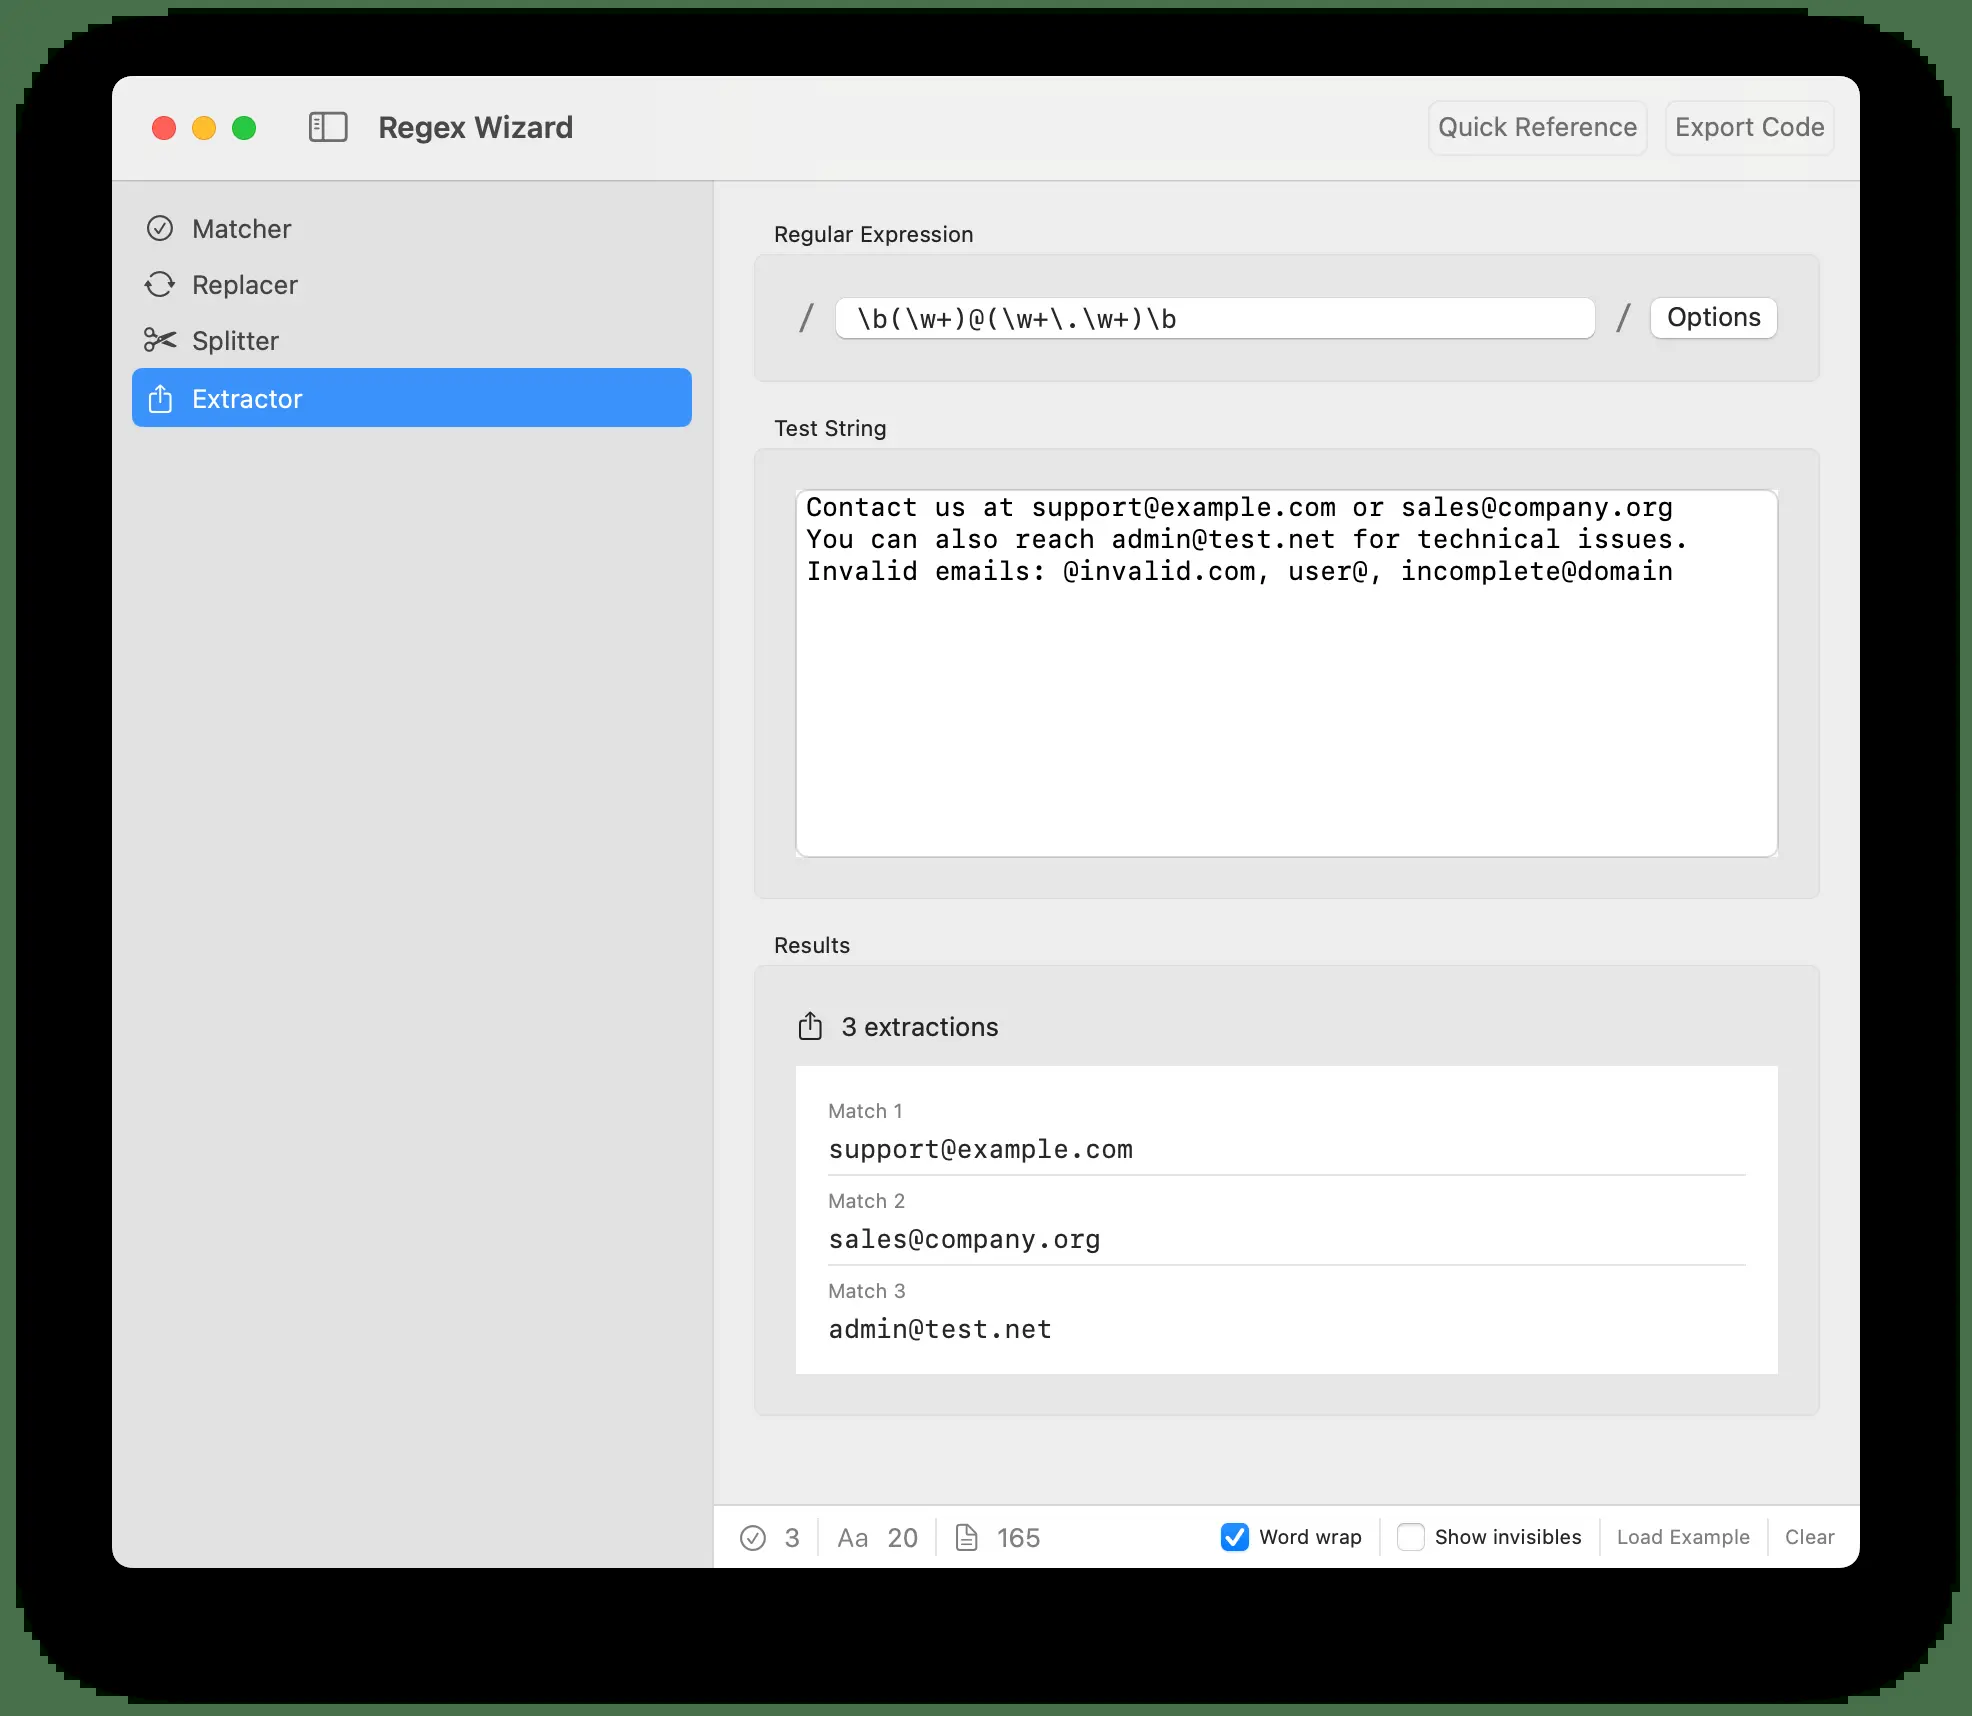 Regex Wizard
Quick Reference
Export Code
Matcher
Replacer
Splitter
Extractor
Regular Expression
/ \b(\w+)@(\w+\.\w+)\b / Options
Test String
Contact us at support@example.com or sales@company.org
You can also reach admin@test.net for technical issues.
Invalid emails: @invalid.com, user@, incomplete@domain
Results
3 extractions
Match 1
support@example.com
Match 2
sales@company.org
Match 3
admin@test.net
3 Aa 20 165 Word wrap Show invisibles Load Example Clear